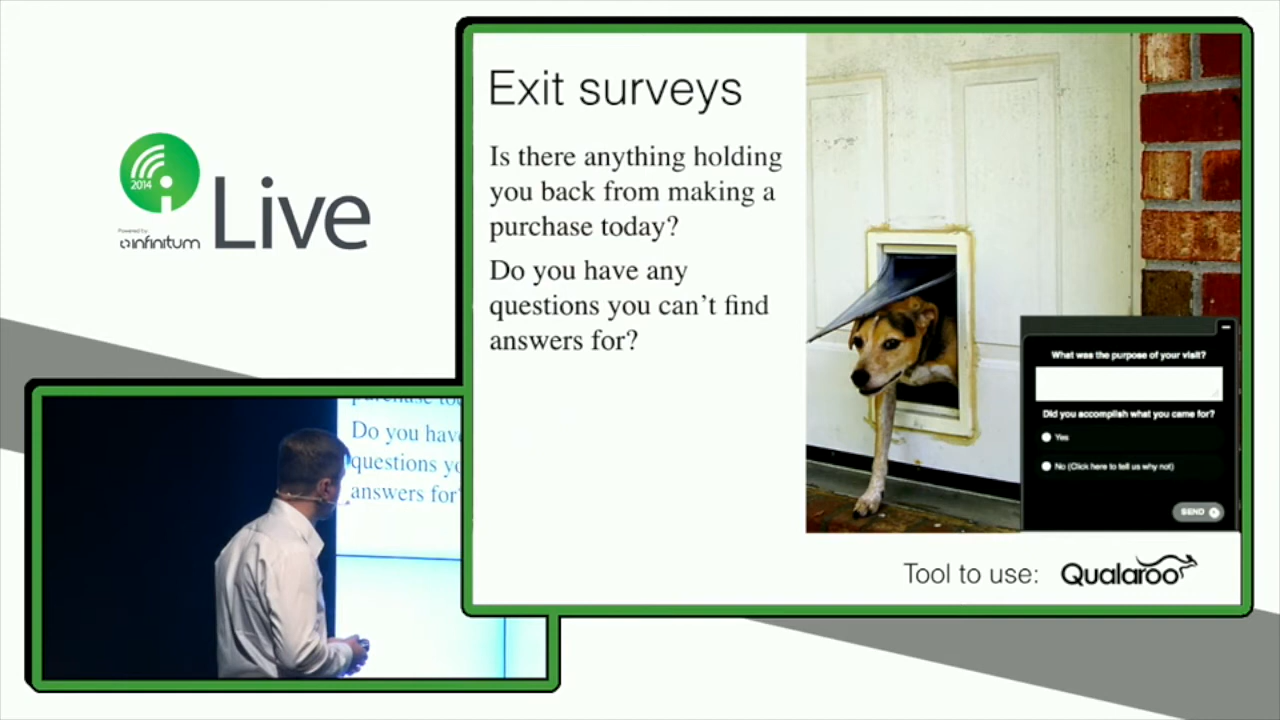 2014
Live
Powered by
infinitum
Exit surveys
Is there anything holding
you back from making a
purchase today?
Do you have any
questions you can't find
answers for?
What was the purpose of your visit?
Did you accomplish what you came for?
Yes
No (Click here to tell us why not)
SEND
Tool to use: Qualaroo
Do you have
questions yo
answers for